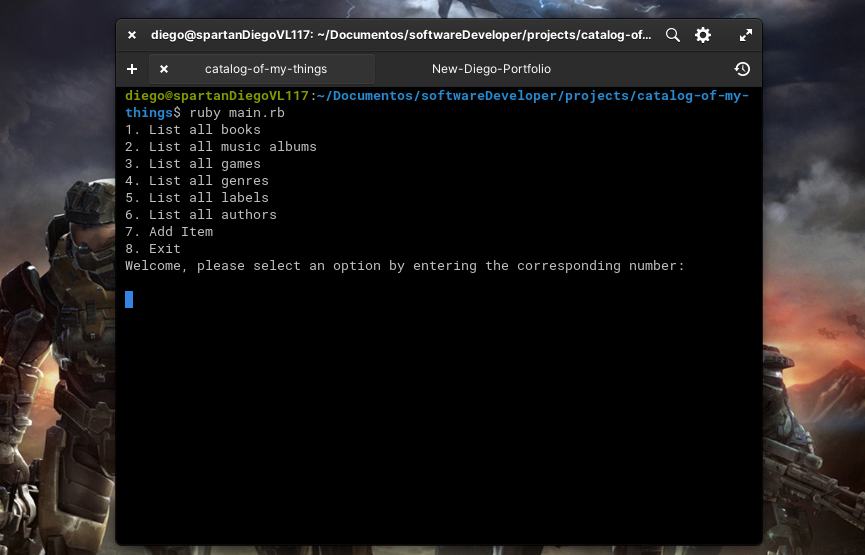 diego@spartanDiegoVL117: ~/Documentos/softwareDeveloper/projects/catalog-of...
catalog-of-my-things New-Diego-Portfolio
diego@spartanDiegoVL117:~/Documentos/softwareDeveloper/projects/catalog-of-my-
things$ ruby main.rb
1. List all books
2. List all music albums
3. List all games
4. List all genres
5. List all labels
6. List all authors
7. Add Item
8. Exit
Welcome, please select an option by entering the corresponding number: